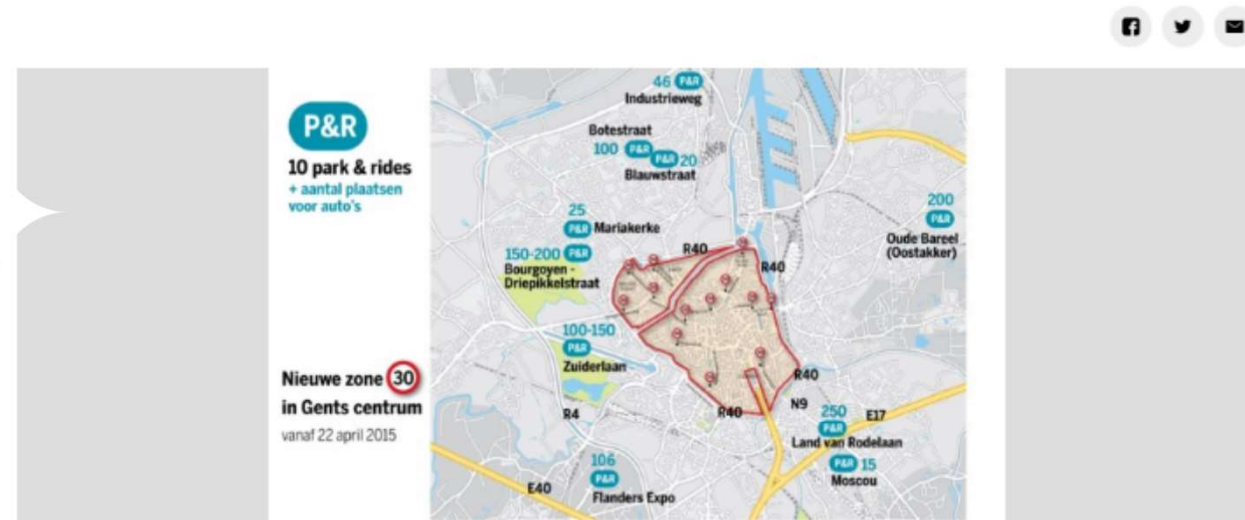 P&R
10 park & rides
+ aantal plaatsen
voor auto's
Nieuwe zone 30
in Gents centrum
vanaf 22 april 2015
46 P&R
Industrieweg
Botestraat
100 P&R
P&R 20
Blauwstraat
25
P&R Mariakerke
150-200 P&R
Bourgoyen -
Driepikkelstraat
200
P&R
Oude Bareel
(Oostakker)
R40
R40
100-150
P&R
Zuiderlaan
R4
R40
R40
N9
250
P&R
E17
Land van Rodelaan
P&R 15
Moscou
106
P&R
Flanders Expo
E40